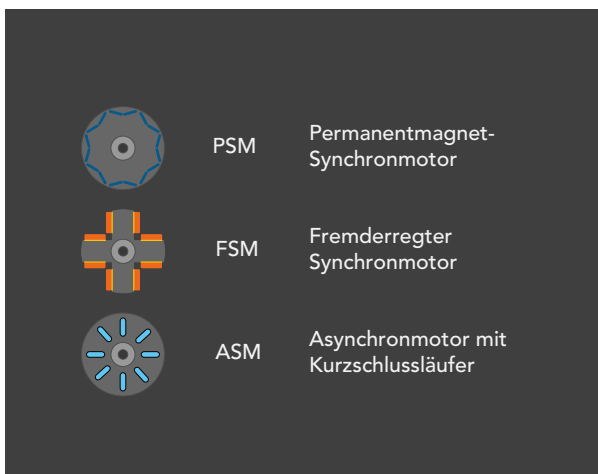 PSM
Permanentmagnet-
Synchronmotor
FSM
Fremderregter
Synchronmotor
ASM
Asynchronmotor mit
Kurzschlussläufer